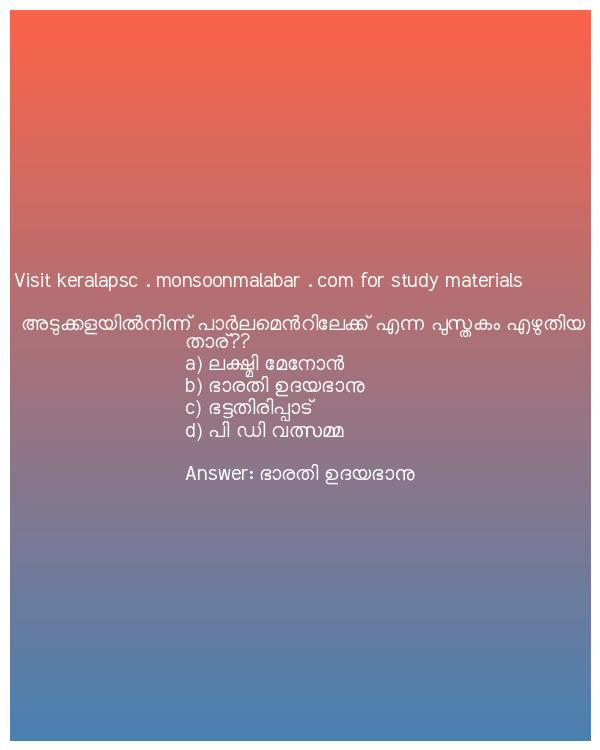 Visit keralapsc . monsoonmalabar . com for study materials
അടുക്കളയിൽനിന്ന് പാർലമെൻറിലേക്ക് എന്ന പുസ്തകം എഴുതിയ
താര്??
a) ലക്ഷ്മി മേനോൻ
b) ഭാരതി ഉദയഭാനു
c) ഭട്ടതിരിപ്പാട്
d) പി ഡി വത്സമ്മ
Answer: ഭാരതി ഉദയഭാനു